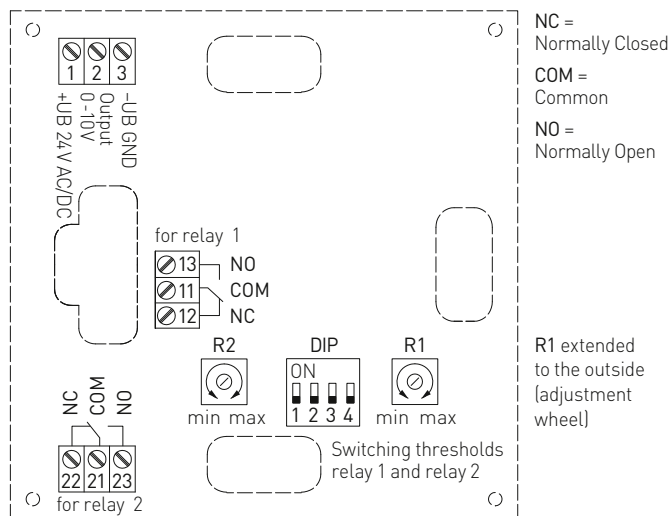 1 2 3
+UB 24V AC/DC
0-10V
Output
-UB GND
NC =
Normally Closed
COM =
Common
NO =
Normally Open
for relay 1
13 NO
11 COM
12 NC
R2
min max
DIP
ON
1 2 3 4
R1
min max
R1 extended
to the outside
(adjustment
wheel)
Switching thresholds
relay 1 and relay 2
NC
COM
NO
22 21 23
for relay 2